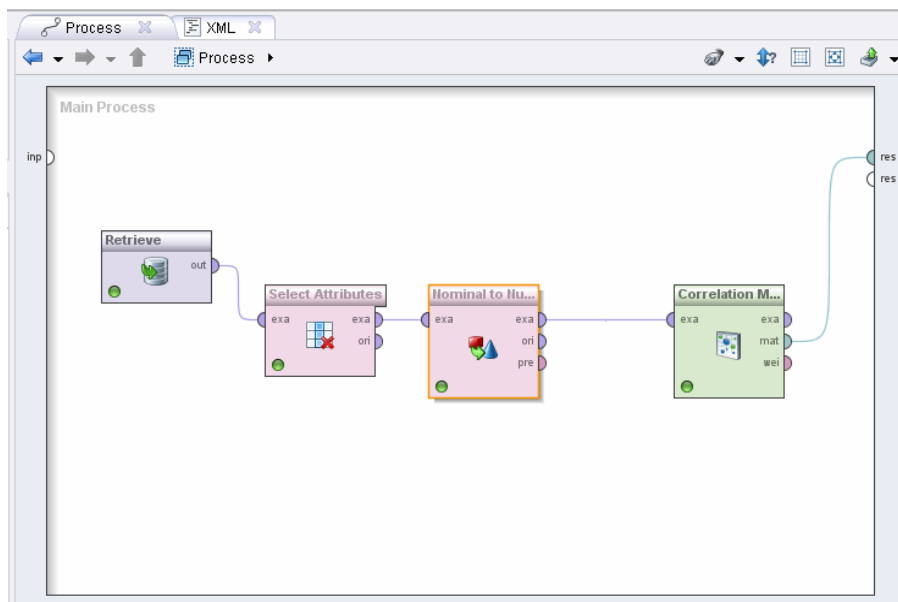 Process
XML
Process
Main Process
inp
res
res
Retrieve
out
Select Attributes
exa
exa
ori
Nominal to Nu...
exa
exa
ori
pre
Correlation M...
exa
exa
mat
wei